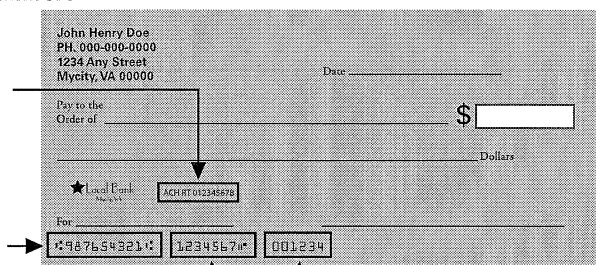 John Henry Doe
PH. 000-000-0000
1234 Any Street
Mycity, VA 00000
Date
Pay to the
Order of
$
Dollars
Local Bank
ACH RT 012345678
For
⑆987654321⑆ 1234567⑈ 001234